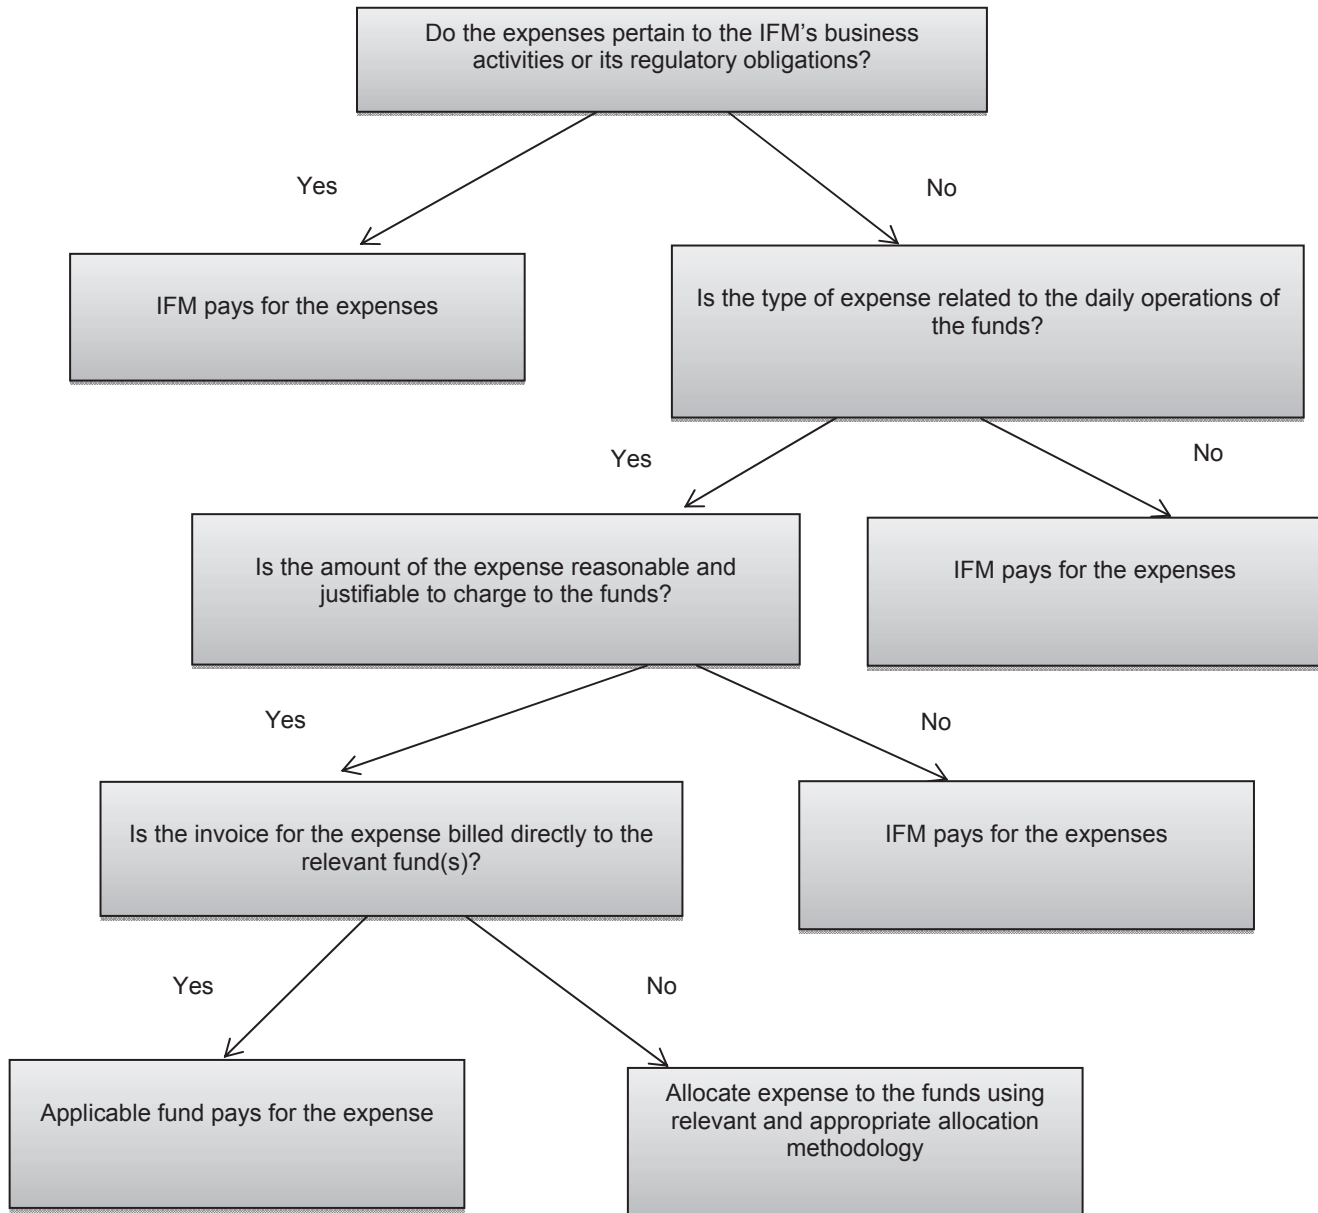 Do the expenses pertain to the IFM’s business
activities or its regulatory obligations?
Yes
No
IFM pays for the expenses
Is the type of expense related to the daily operations of
the funds?
Yes
No
Is the amount of the expense reasonable and
justifiable to charge to the funds?
IFM pays for the expenses
Yes
No
Is the invoice for the expense billed directly to the
relevant fund(s)?
IFM pays for the expenses
Yes
No
Applicable fund pays for the expense
Allocate expense to the funds using
relevant and appropriate allocation
methodology